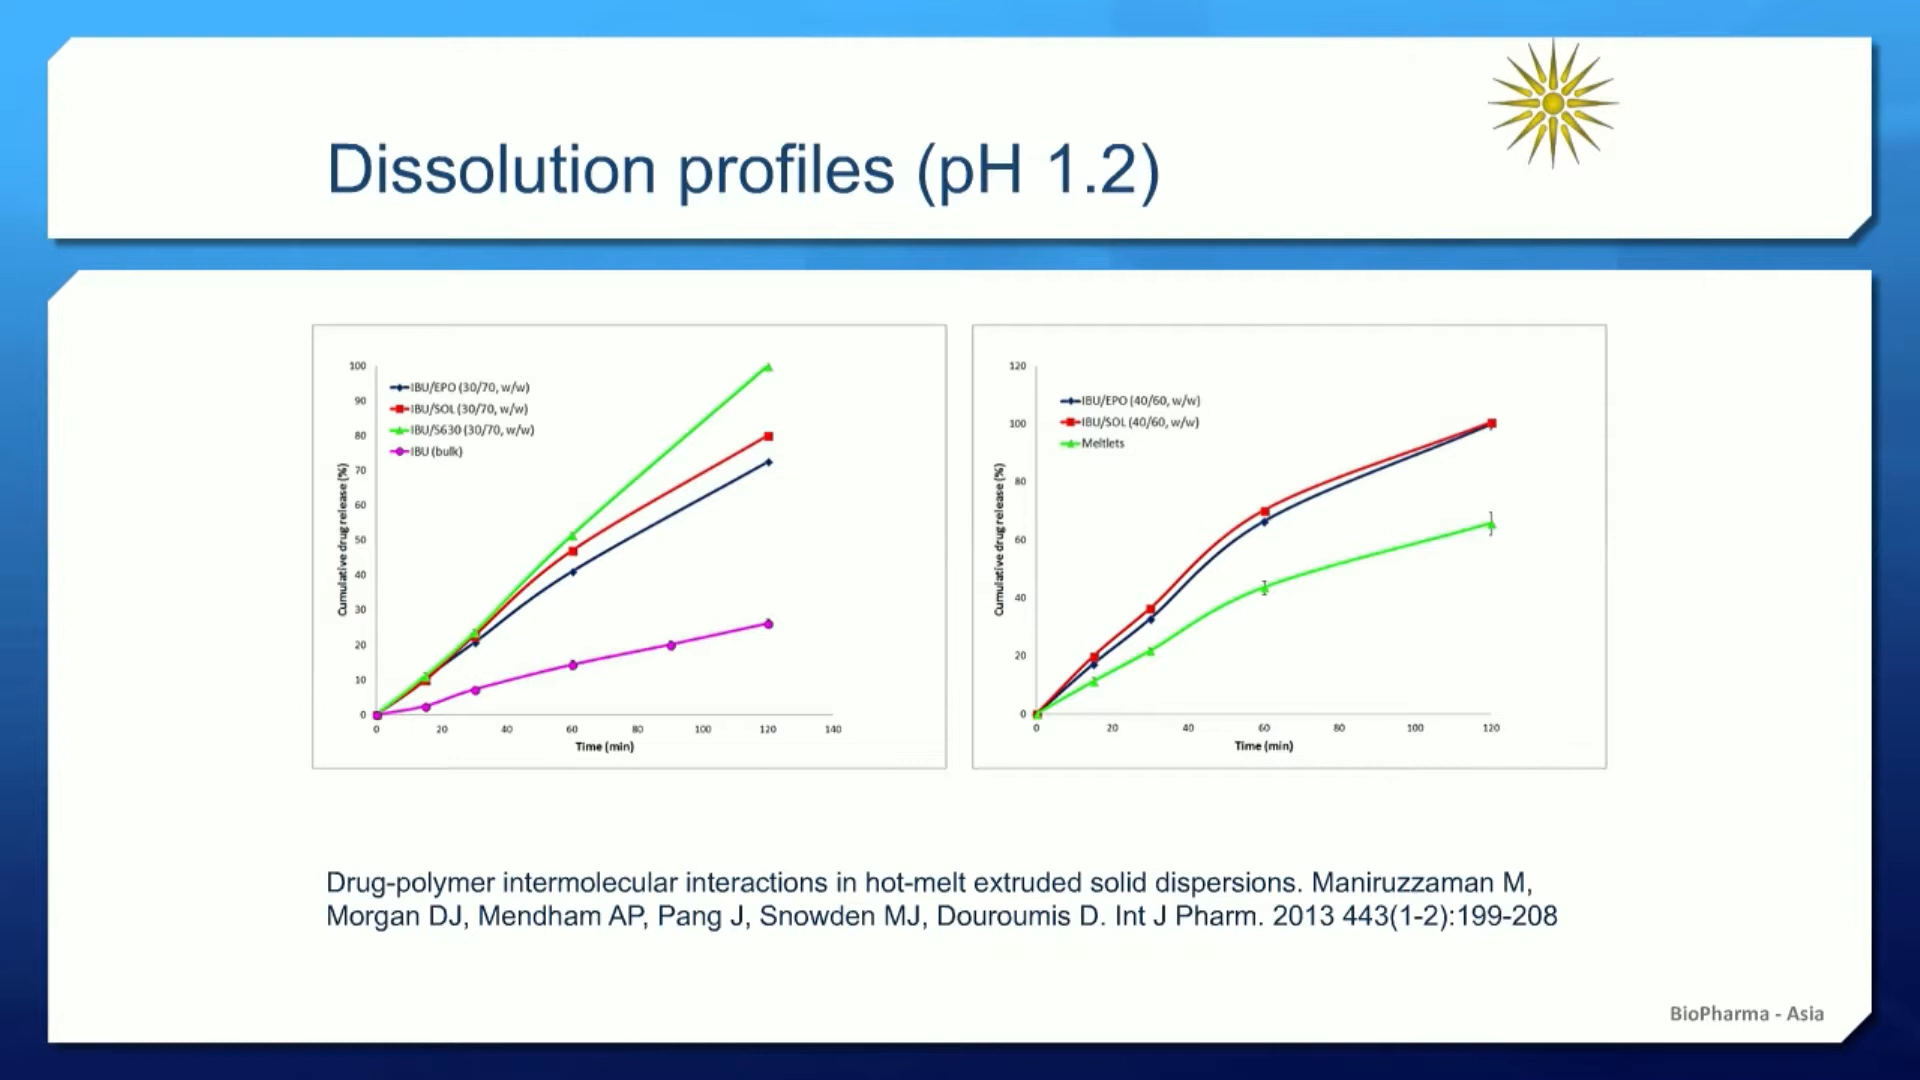 Dissolution profiles (pH 1.2)
100
90
80
70
60
50
40
30
20
10
0
Cumulative drug release (%)
IBU/EPO (30/70, w/w)
IBU/SOL (30/70, w/w)
IBU/S630 (30/70, w/w)
IBU (bulk)
0 20 40 60 80 100 120 140
Time (min)
120
100
80
60
40
20
0
Cumulative drug release (%)
IBU/EPO (40/60, w/w)
IBU/SOL (40/60, w/w)
Meltlets
0 20 40 60 80 100 120
Time (min)
Drug-polymer intermolecular interactions in hot-melt extruded solid dispersions. Maniruzzaman M,
Morgan DJ, Mendham AP, Pang J, Snowden MJ, Douroumis D. Int J Pharm. 2013 443(1-2):199-208
BioPharma - Asia